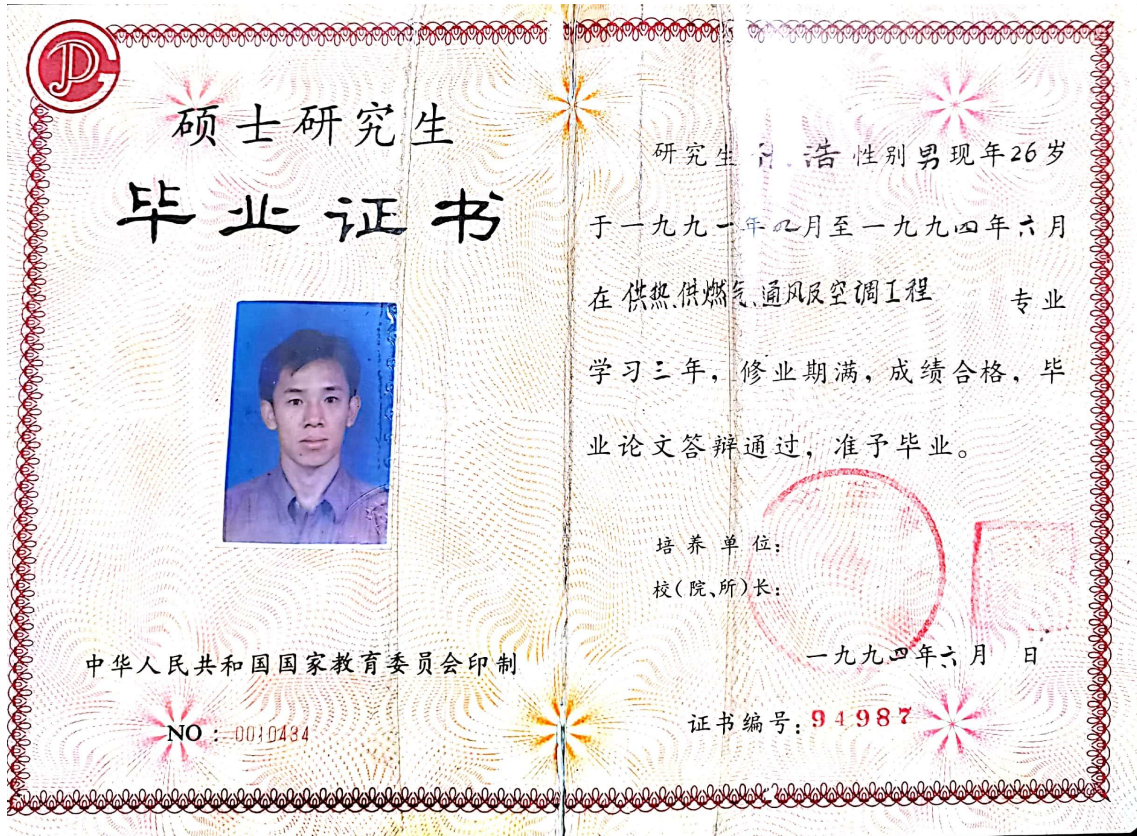 硕士研究生
毕业证书
中华人民共和国国家教育委员会印制
NO：0010434
研究生 浩 性别男现年26岁
于一九九一年九月至一九九四年六月
在供热、供燃气、通风及空调工程 专业
学习三年，修业期满，成绩合格，毕
业论文答辩通过，准予毕业。
培养单位：
校（院、所）长：
一九九四年六月 日
证书编号：94987